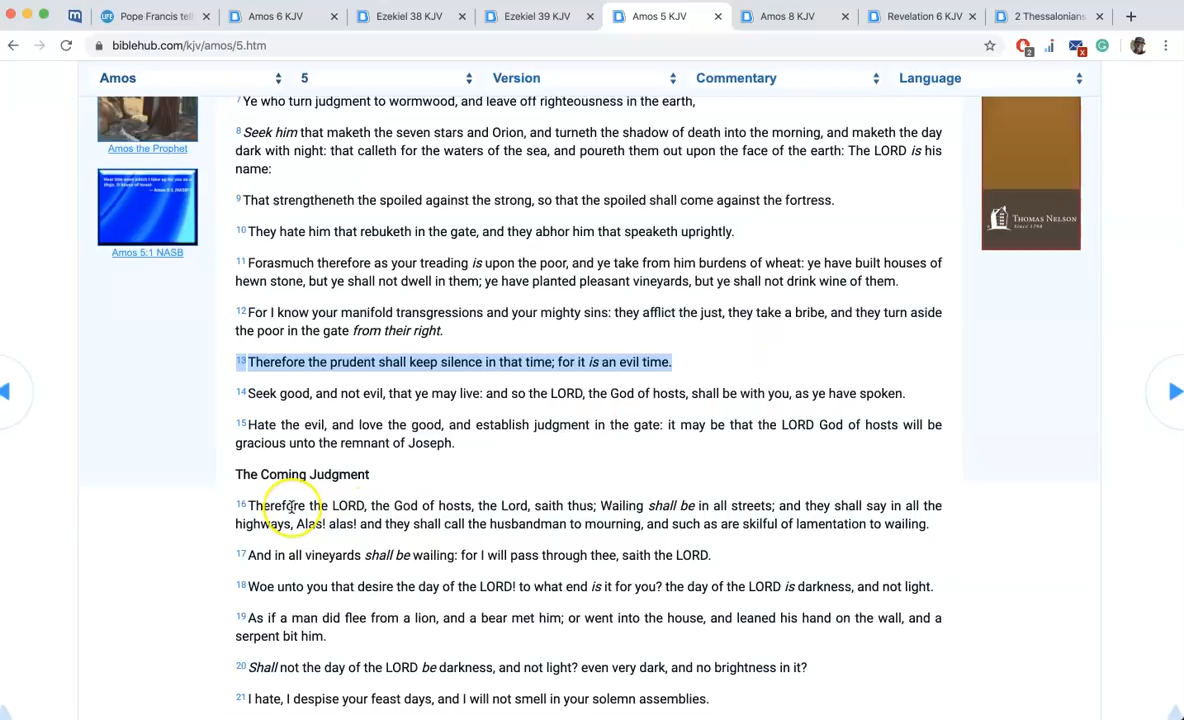 Pope Francis tell
Amos 6 KJV
Ezekiel 38 KJV
Ezekiel 39 KJV
Amos 5 KJV
Amos 8 KJV
Revelation 6 KJV
2 Thessalonians
biblehub.com/kjv/amos/5.htm
2
x
Amos
5
Version
Commentary
Language
7 Ye who turn judgment to wormwood, and leave off righteousness in the earth,
8 Seek him that maketh the seven stars and Orion, and turneth the shadow of death into the morning, and maketh the day
dark with night: that calleth for the waters of the sea, and poureth them out upon the face of the earth: The LORD is his
name:
9 That strengtheneth the spoiled against the strong, so that the spoiled shall come against the fortress.
10 They hate him that rebuketh in the gate, and they abhor him that speaketh uprightly.
11 Forasmuch therefore as your treading is upon the poor, and ye take from him burdens of wheat: ye have built houses of
hewn stone, but ye shall not dwell in them; ye have planted pleasant vineyards, but ye shall not drink wine of them.
12 For I know your manifold transgressions and your mighty sins: they afflict the just, they take a bribe, and they turn aside
the poor in the gate from their right.
13 Therefore the prudent shall keep silence in that time; for it is an evil time.
14 Seek good, and not evil, that ye may live: and so the LORD, the God of hosts, shall be with you, as ye have spoken.
15 Hate the evil, and love the good, and establish judgment in the gate: it may be that the LORD God of hosts will be
gracious unto the remnant of Joseph.
The Coming Judgment
16 Therefore the LORD, the God of hosts, the Lord, saith thus; Wailing shall be in all streets; and they shall say in all the
highways, Alas! alas! and they shall call the husbandman to mourning, and such as are skilful of lamentation to wailing.
17 And in all vineyards shall be wailing: for I will pass through thee, saith the LORD.
18 Woe unto you that desire the day of the LORD! to what end is it for you? the day of the LORD is darkness, and not light.
19 As if a man did flee from a lion, and a bear met him; or went into the house, and leaned his hand on the wall, and a
serpent bit him.
20 Shall not the day of the LORD be darkness, and not light? even very dark, and no brightness in it?
21 I hate, I despise your feast days, and I will not smell in your solemn assemblies.
Amos the Prophet
Amos 5:1 NASB
THOMAS NELSON
Since 1798